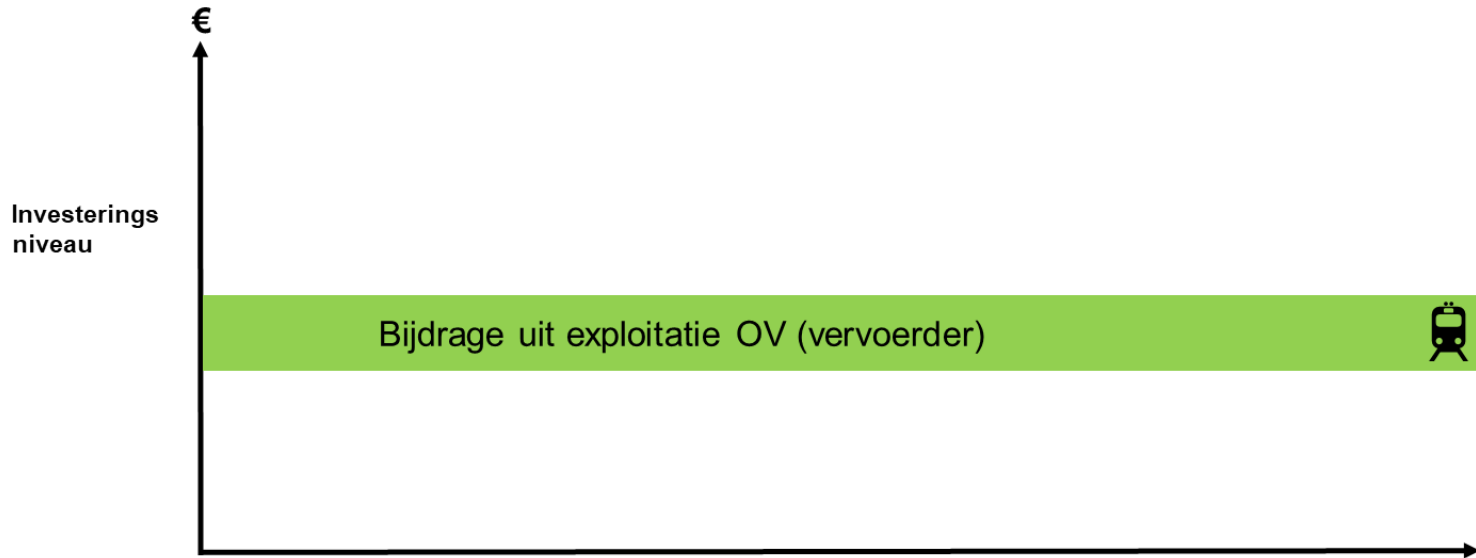 €
Investerings
niveau
Bijdrage uit exploitatie OV (vervoerder)